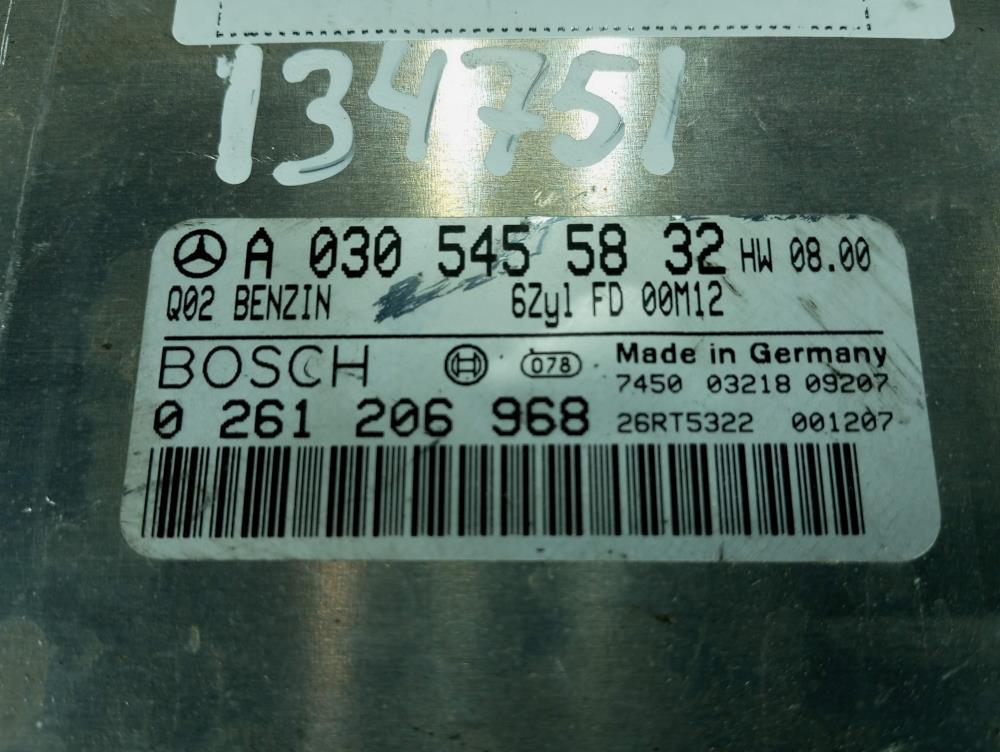 134751
A 030 545 58 32 HW 08.00
Q02 BENZIN 6Zyl FD 00M12
BOSCH H 078 Made in Germany
7450 03218 09207
0 261 206 968 26RT5322 001207